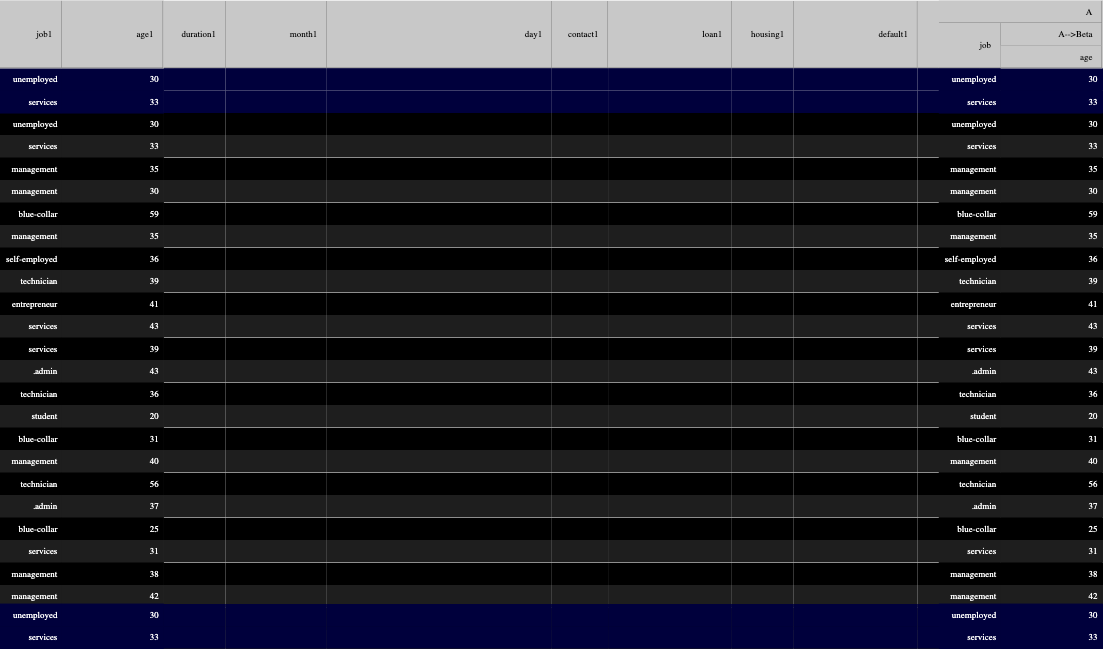 A
job1 age1 duration1 month1 day1 contact1 loan1 housing1 default1 job A-->Beta
age
unemployed 30 unemployed 30
services 33 services 33
unemployed 30 unemployed 30
services 33 services 33
management 35 management 35
management 30 management 30
blue-collar 59 blue-collar 59
management 35 management 35
self-employed 36 self-employed 36
technician 39 technician 39
entrepreneur 41 entrepreneur 41
services 43 services 43
services 39 services 39
.admin 43 .admin 43
technician 36 technician 36
student 20 student 20
blue-collar 31 blue-collar 31
management 40 management 40
technician 56 technician 56
.admin 37 .admin 37
blue-collar 25 blue-collar 25
services 31 services 31
management 38 management 38
management 42 management 42
unemployed 30 unemployed 30
services 33 services 33